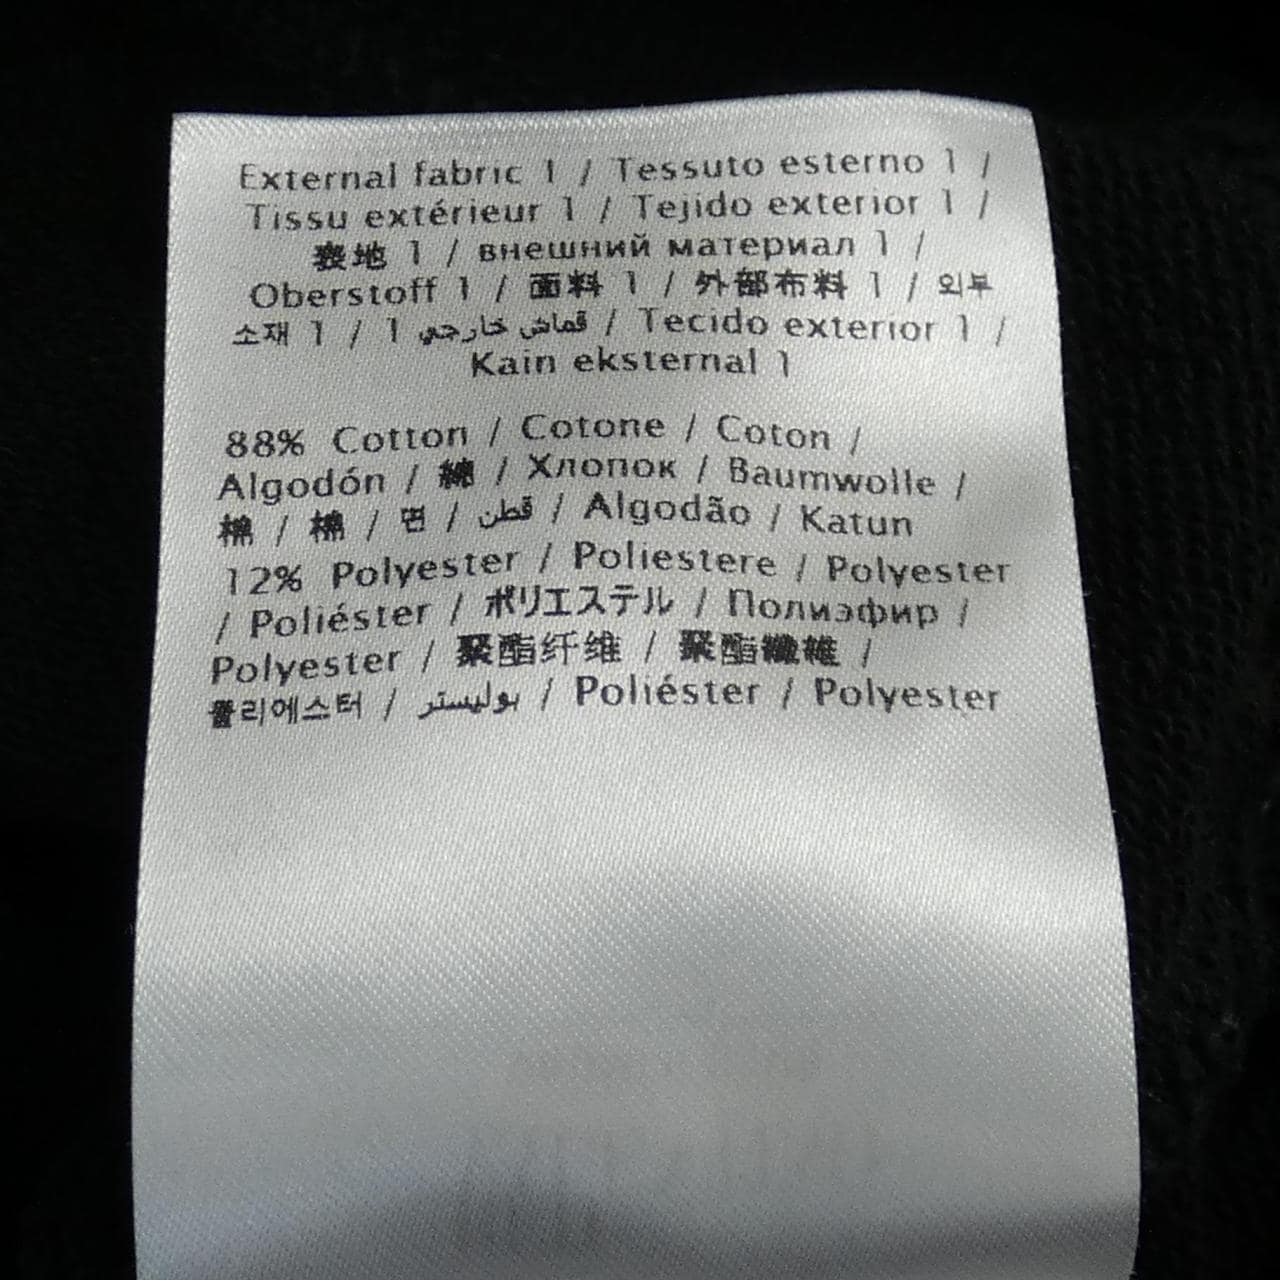 External fabric 1 / Tessuto esterno 1 /
Tissu extérieur 1 / Tejido exterior 1 /
表地 1 / внешний материал 1 /
Oberstoff 1 / 面料 1 / 外部布料 1 / 외부
소재 1 / 1 قماش خارجي / Tecido exterior 1 /
Kain eksternal 1
88% Cotton / Cotone / Coton /
Algodón / 綿 / Хлопок / Baumwolle /
棉 / 棉 / 면 / قطن / Algodão / Katun
12% Polyester / Poliestere / Polyester
/ Poliéster / ポリエステル / Полиэфир /
Polyester / 聚酯纤维 / 聚酯纖維 /
폴리에스터 / بوليستر / Poliéster / Polyester